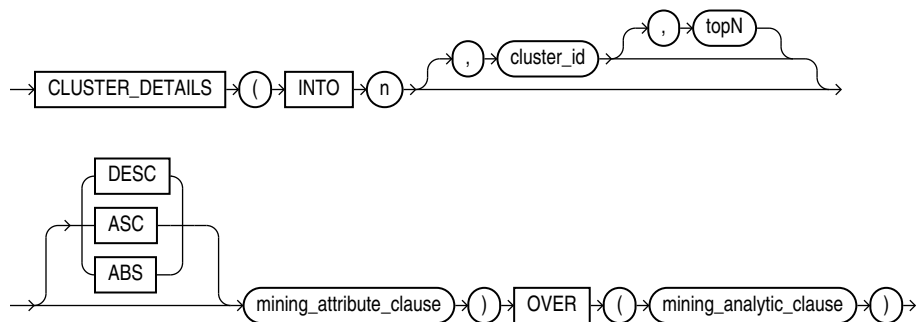 , topN
, cluster_id
CLUSTER_DETAILS ( INTO n
DESC
ASC
ABS
mining_attribute_clause ) OVER ( mining_analytic_clause )